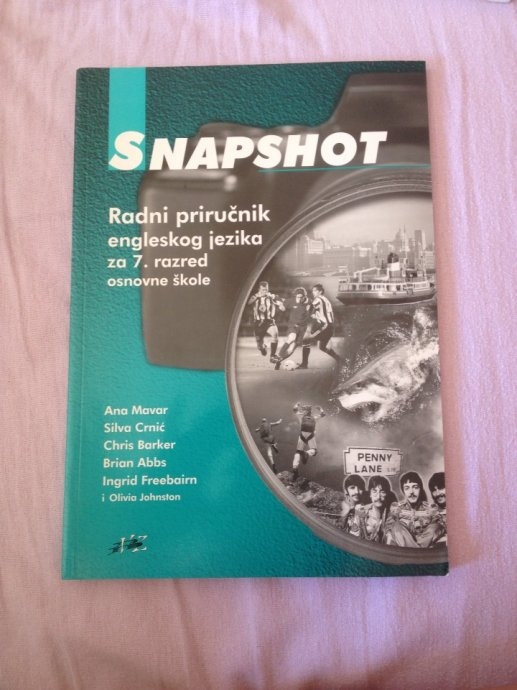 SNAPSHOT
Radni priručnik
engleskog jezika
za 7. razred
osnovne škole
Ana Mavar
Silva Crnić
Chris Barker
Brian Abbs
Ingrid Freebairn
i Olivia Johnston
PENNY
LANE